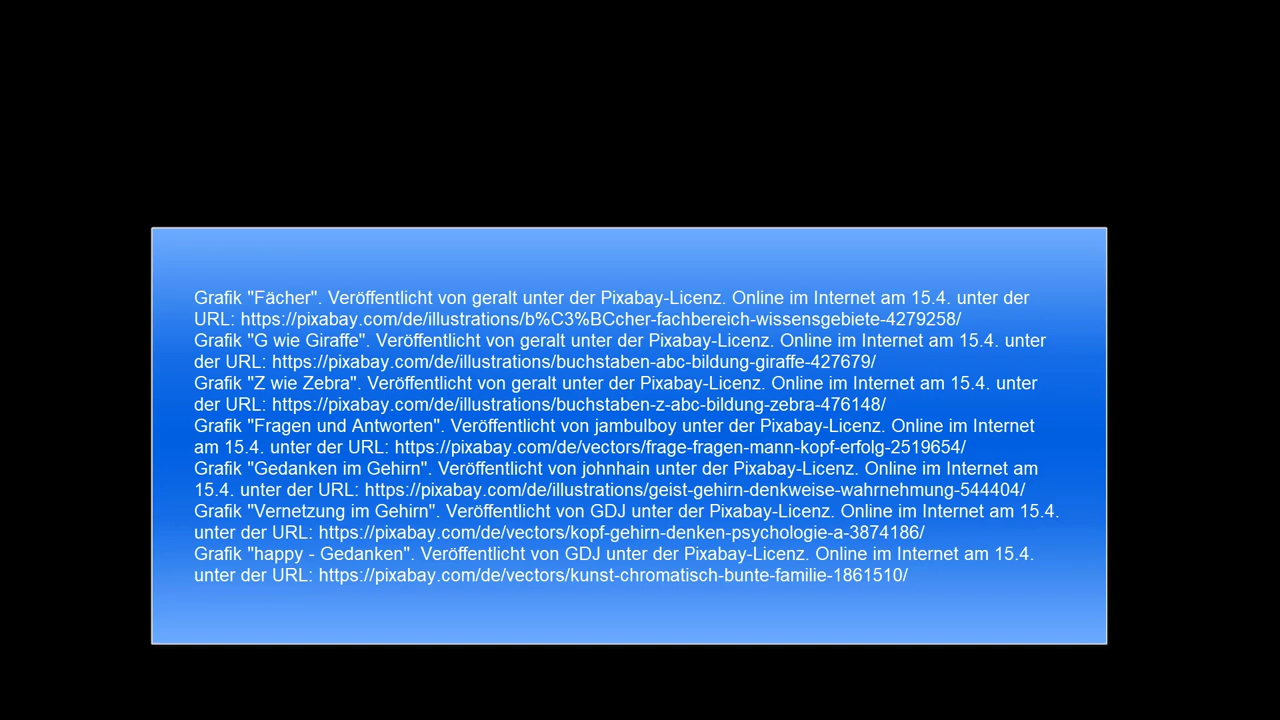 Grafik "Fächer". Veröffentlicht von geralt unter der Pixabay-Licenz. Online im Internet am 15.4. unter der
URL: https://pixabay.com/de/illustrations/b%C3%BCcher-fachbereich-wissensgebiete-4279258/
Grafik "G wie Giraffe". Veröffentlicht von geralt unter der Pixabay-Licenz. Online im Internet am 15.4. unter
der URL: https://pixabay.com/de/illustrations/buchstaben-abc-bildung-giraffe-427679/
Grafik "Z wie Zebra". Veröffentlicht von geralt unter der Pixabay-Licenz. Online im Internet am 15.4. unter
der URL: https://pixabay.com/de/illustrations/buchstaben-z-abc-bildung-zebra-476148/
Grafik "Fragen und Antworten". Veröffentlicht von jambulboy unter der Pixabay-Licenz. Online im Internet
am 15.4. unter der URL: https://pixabay.com/de/vectors/frage-fragen-mann-kopf-erfolg-2519654/
Grafik "Gedanken im Gehirn". Veröffentlicht von johnhain unter der Pixabay-Licenz. Online im Internet am
15.4. unter der URL: https://pixabay.com/de/illustrations/geist-gehirn-denkweise-wahrnehmung-544404/
Grafik "Vernetzung im Gehirn". Veröffentlicht von GDJ unter der Pixabay-Licenz. Online im Internet am 15.4.
unter der URL: https://pixabay.com/de/vectors/kopf-gehirn-denken-psychologie-a-3874186/
Grafik "happy - Gedanken". Veröffentlicht von GDJ unter der Pixabay-Licenz. Online im Internet am 15.4.
unter der URL: https://pixabay.com/de/vectors/kunst-chromatisch-bunte-familie-1861510/